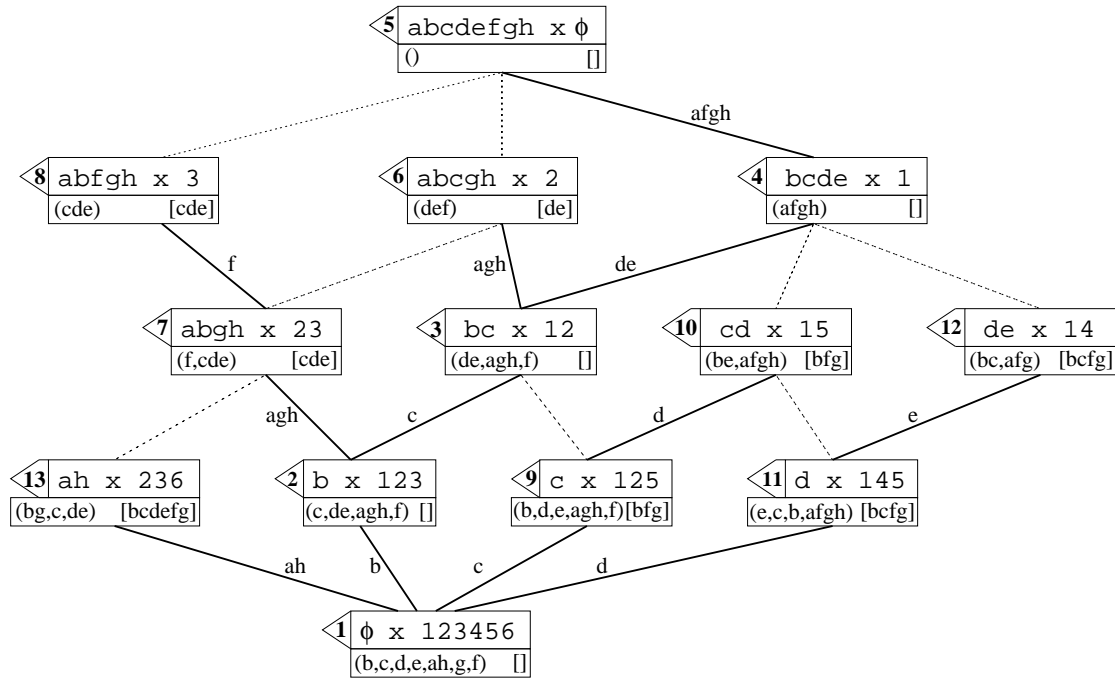 5 abcdefgh x ϕ
() []
afgh
8 abfgh x 3
(cde) [cde]
6 abcgh x 2
(def) [de]
4 bcde x 1
(afgh) []
f
agh
de
7 abgh x 23
(f,cde) [cde]
3 bc x 12
(de,agh,f) []
10 cd x 15
(be,afgh) [bfg]
12 de x 14
(bc,afg) [bcfg]
agh
c
d
e
13 ah x 236
(bg,c,de) [bcdefg]
2 b x 123
(c,de,agh,f) []
9 c x 125
(b,d,e,agh,f)[bfg]
11 d x 145
(e,c,b,afgh) [bcfg]
ah
b
c
d
1 ϕ x 123456
(b,c,d,e,ah,g,f) []